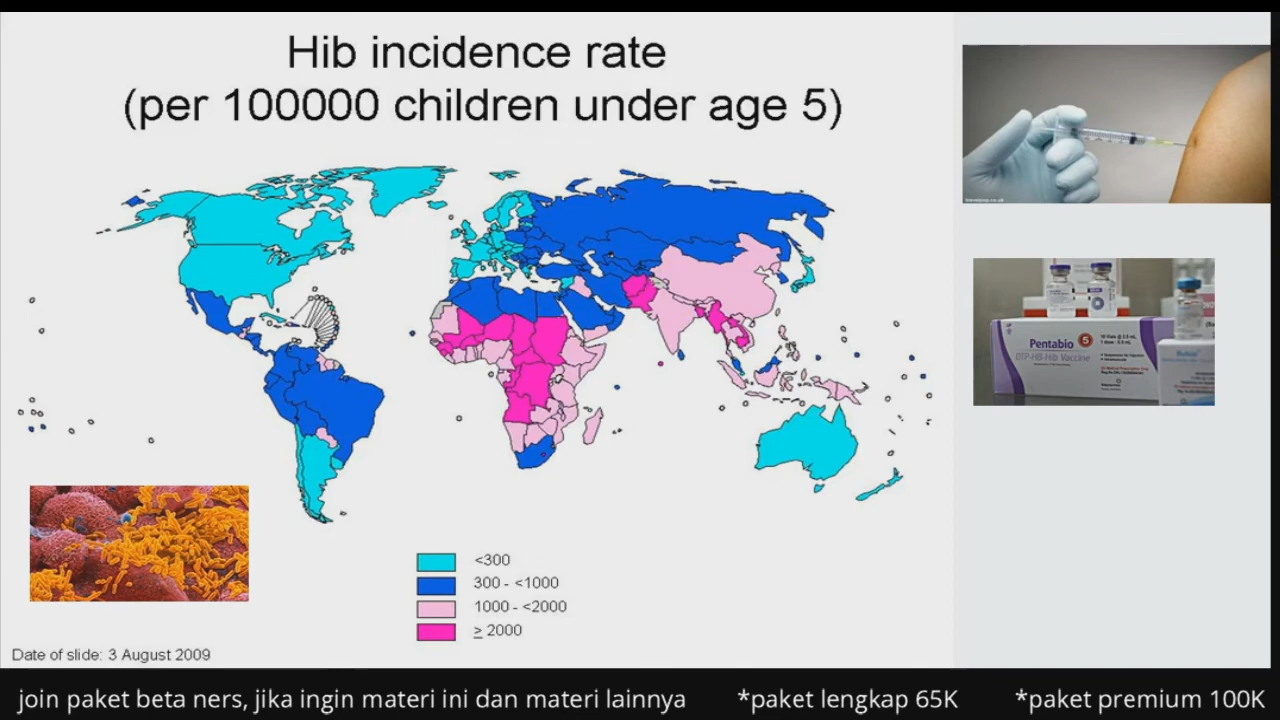 Hib incidence rate
(per 100000 children under age 5)
<300
300 - <1000
1000 - <2000
≥ 2000
Date of slide: 3 August 2009
Pentabio 5
DTP-HB-Hib Vaccine
join paket beta ners, jika ingin materi ini dan materi lainnya
*paket lengkap 65K
*paket premium 100K